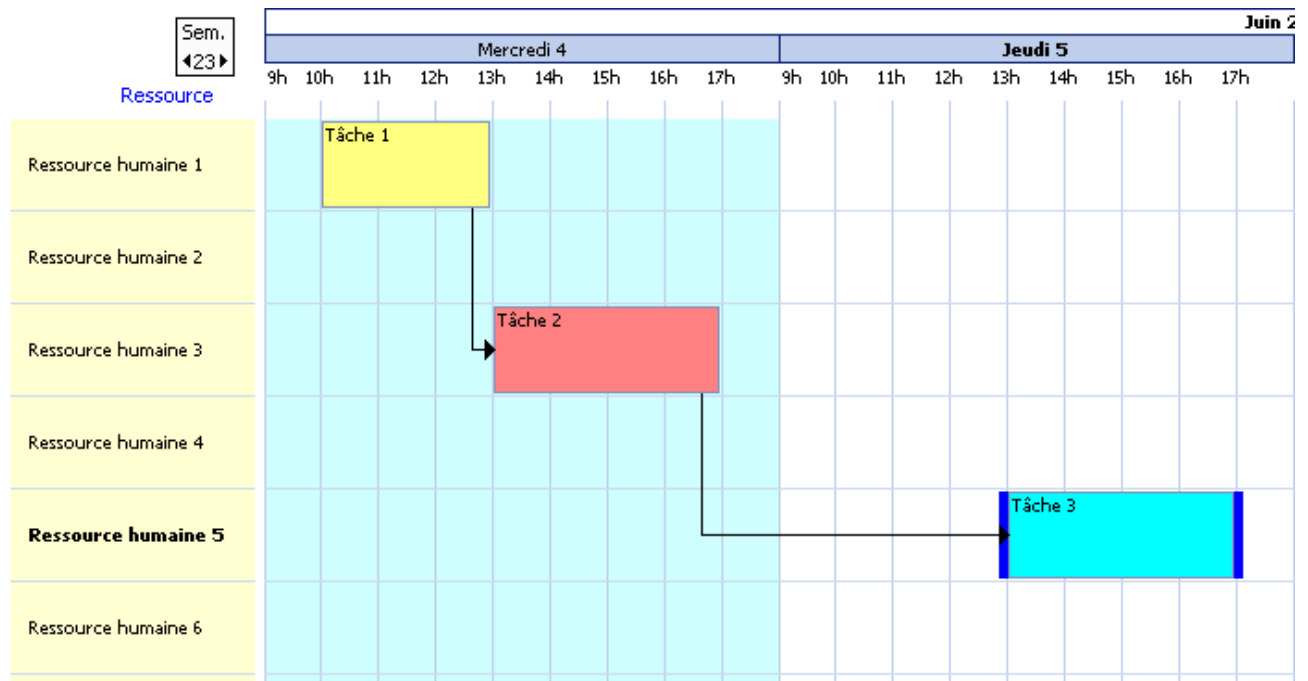 Juin 2
Sem.
23
Mercredi 4
Jeudi 5
9h 10h 11h 12h 13h 14h 15h 16h 17h 9h 10h 11h 12h 13h 14h 15h 16h 17h
Ressource
Ressource humaine 1
Tâche 1
Ressource humaine 2
Ressource humaine 3
Tâche 2
Ressource humaine 4
Ressource humaine 5
Tâche 3
Ressource humaine 6